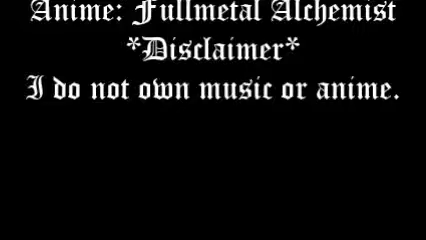 Anime: Fullmetal Alchemist
*Disclaimer*
I do not own music or anime.